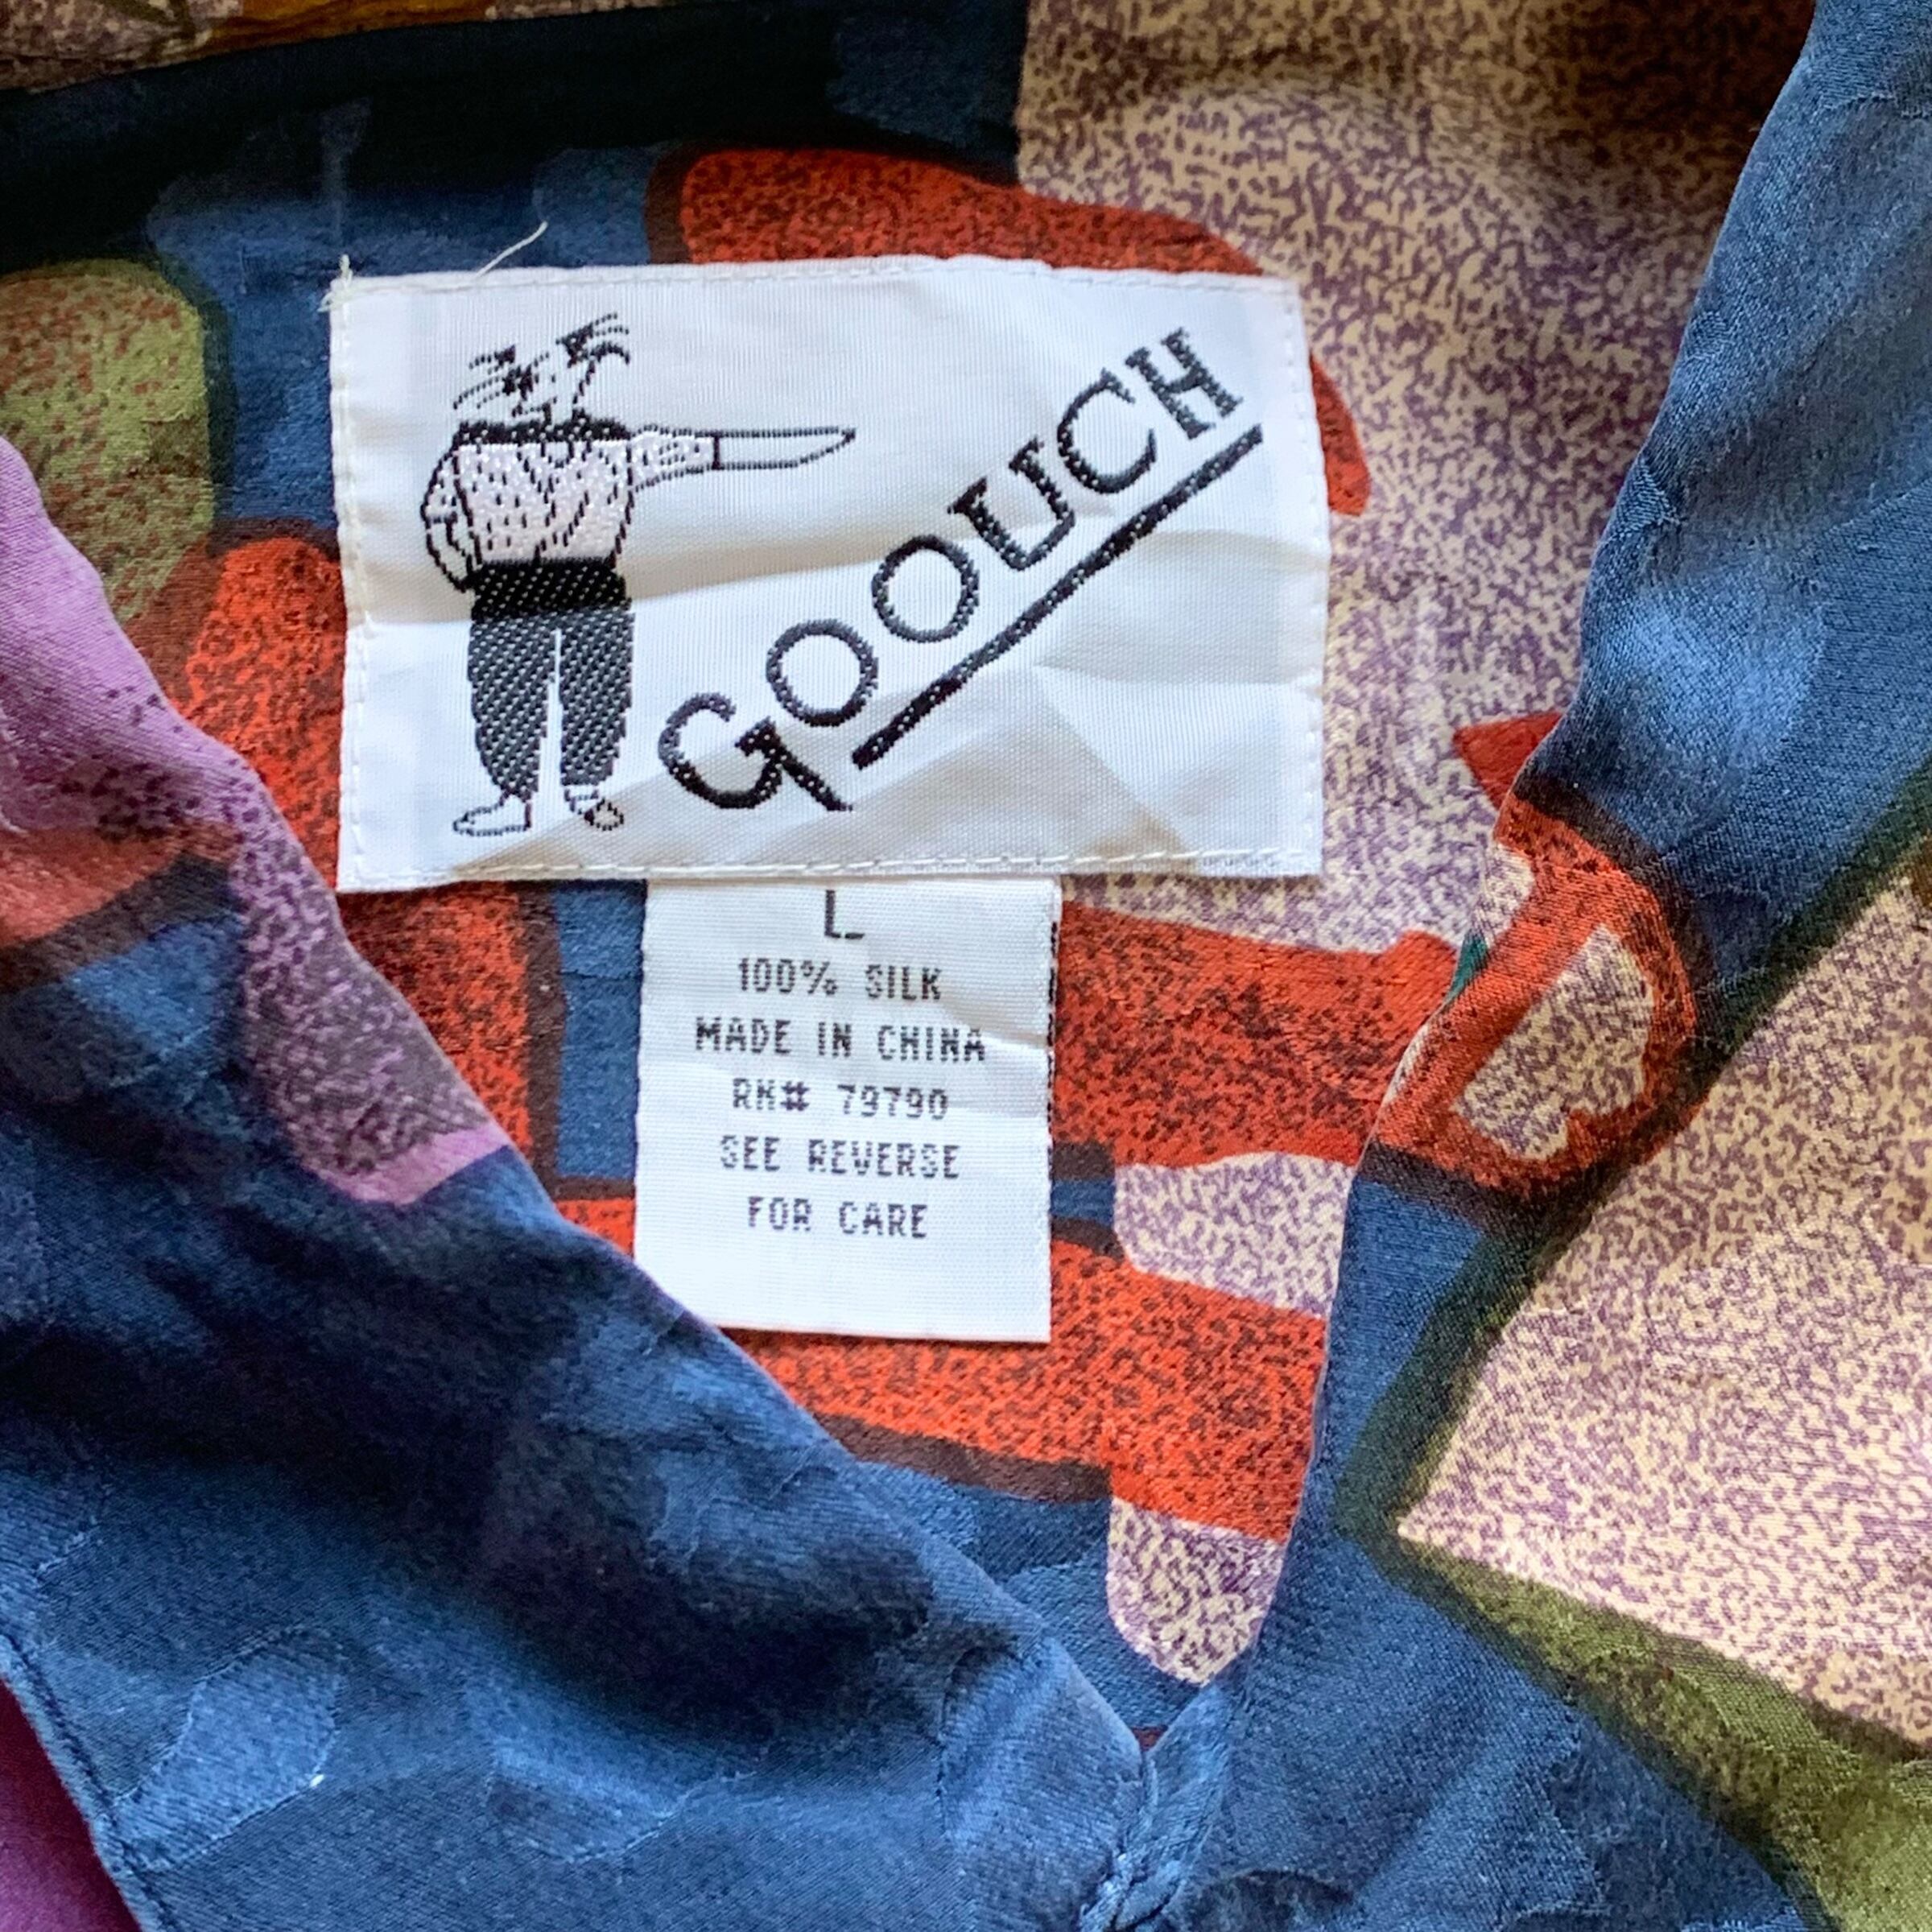 GOOUCH
L
100% SILK
MADE IN CHINA
RN# 79790
SEE REVERSE
FOR CARE